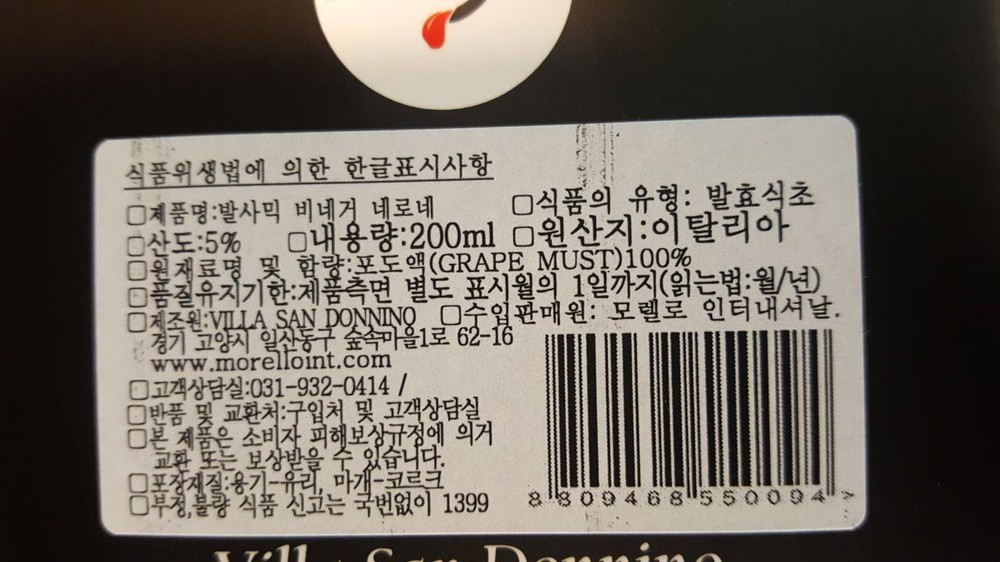 식품위생법에 의한 한글표시사항
□제품명:발사믹 비네거 네로네 □식품의 유형: 발효식초
□산도:5% □내용량:200ml □원산지:이탈리아
□원재료명 및 함량:포도액(GRAPE MUST)100%
□품질유지기한:제품측면 별도 표시월의 1일까지(읽는법:월/년)
□제조원:VILLA SAN DONNINO □수입판매원: 모렐로 인터내셔날.
경기 고양시 일산동구 숲속마을1로 62-16
www.morelloint.com
□고객상담실:031-932-0414 /
□반품 및 교환처:구입처 및 고객상담실
□본 제품은 소비자 피해보상규정에 의거
교환 또는 보상받을 수 있습니다.
□포장재질:용기-유리, 마개-코르크
□부정,불량 식품 신고는 국번없이 1399
8 809468 550094 >
Villa San Donnino